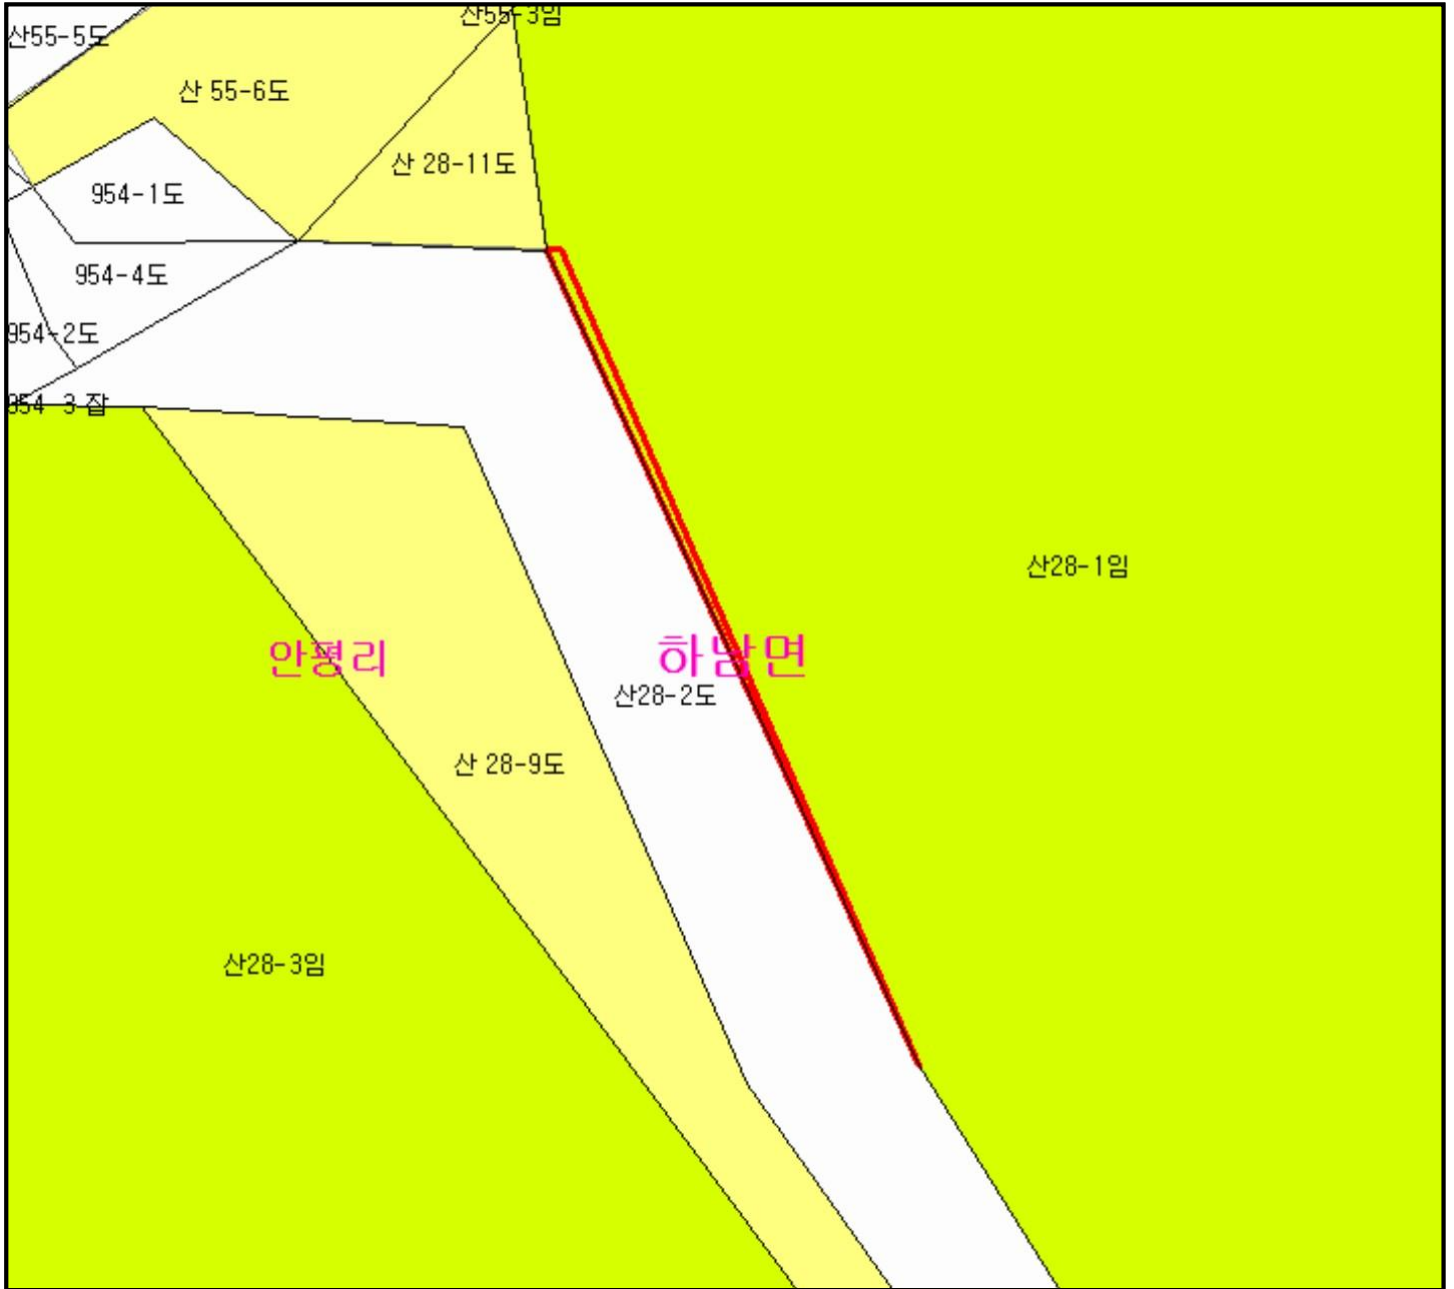 산55-3임
산55-5도
산 55-6도
산 28-11도
954-1도
954-4도
954-2도
954-3 잡
산28-1임
안평리
하남면
산28-2도
산 28-9도
산28-3임